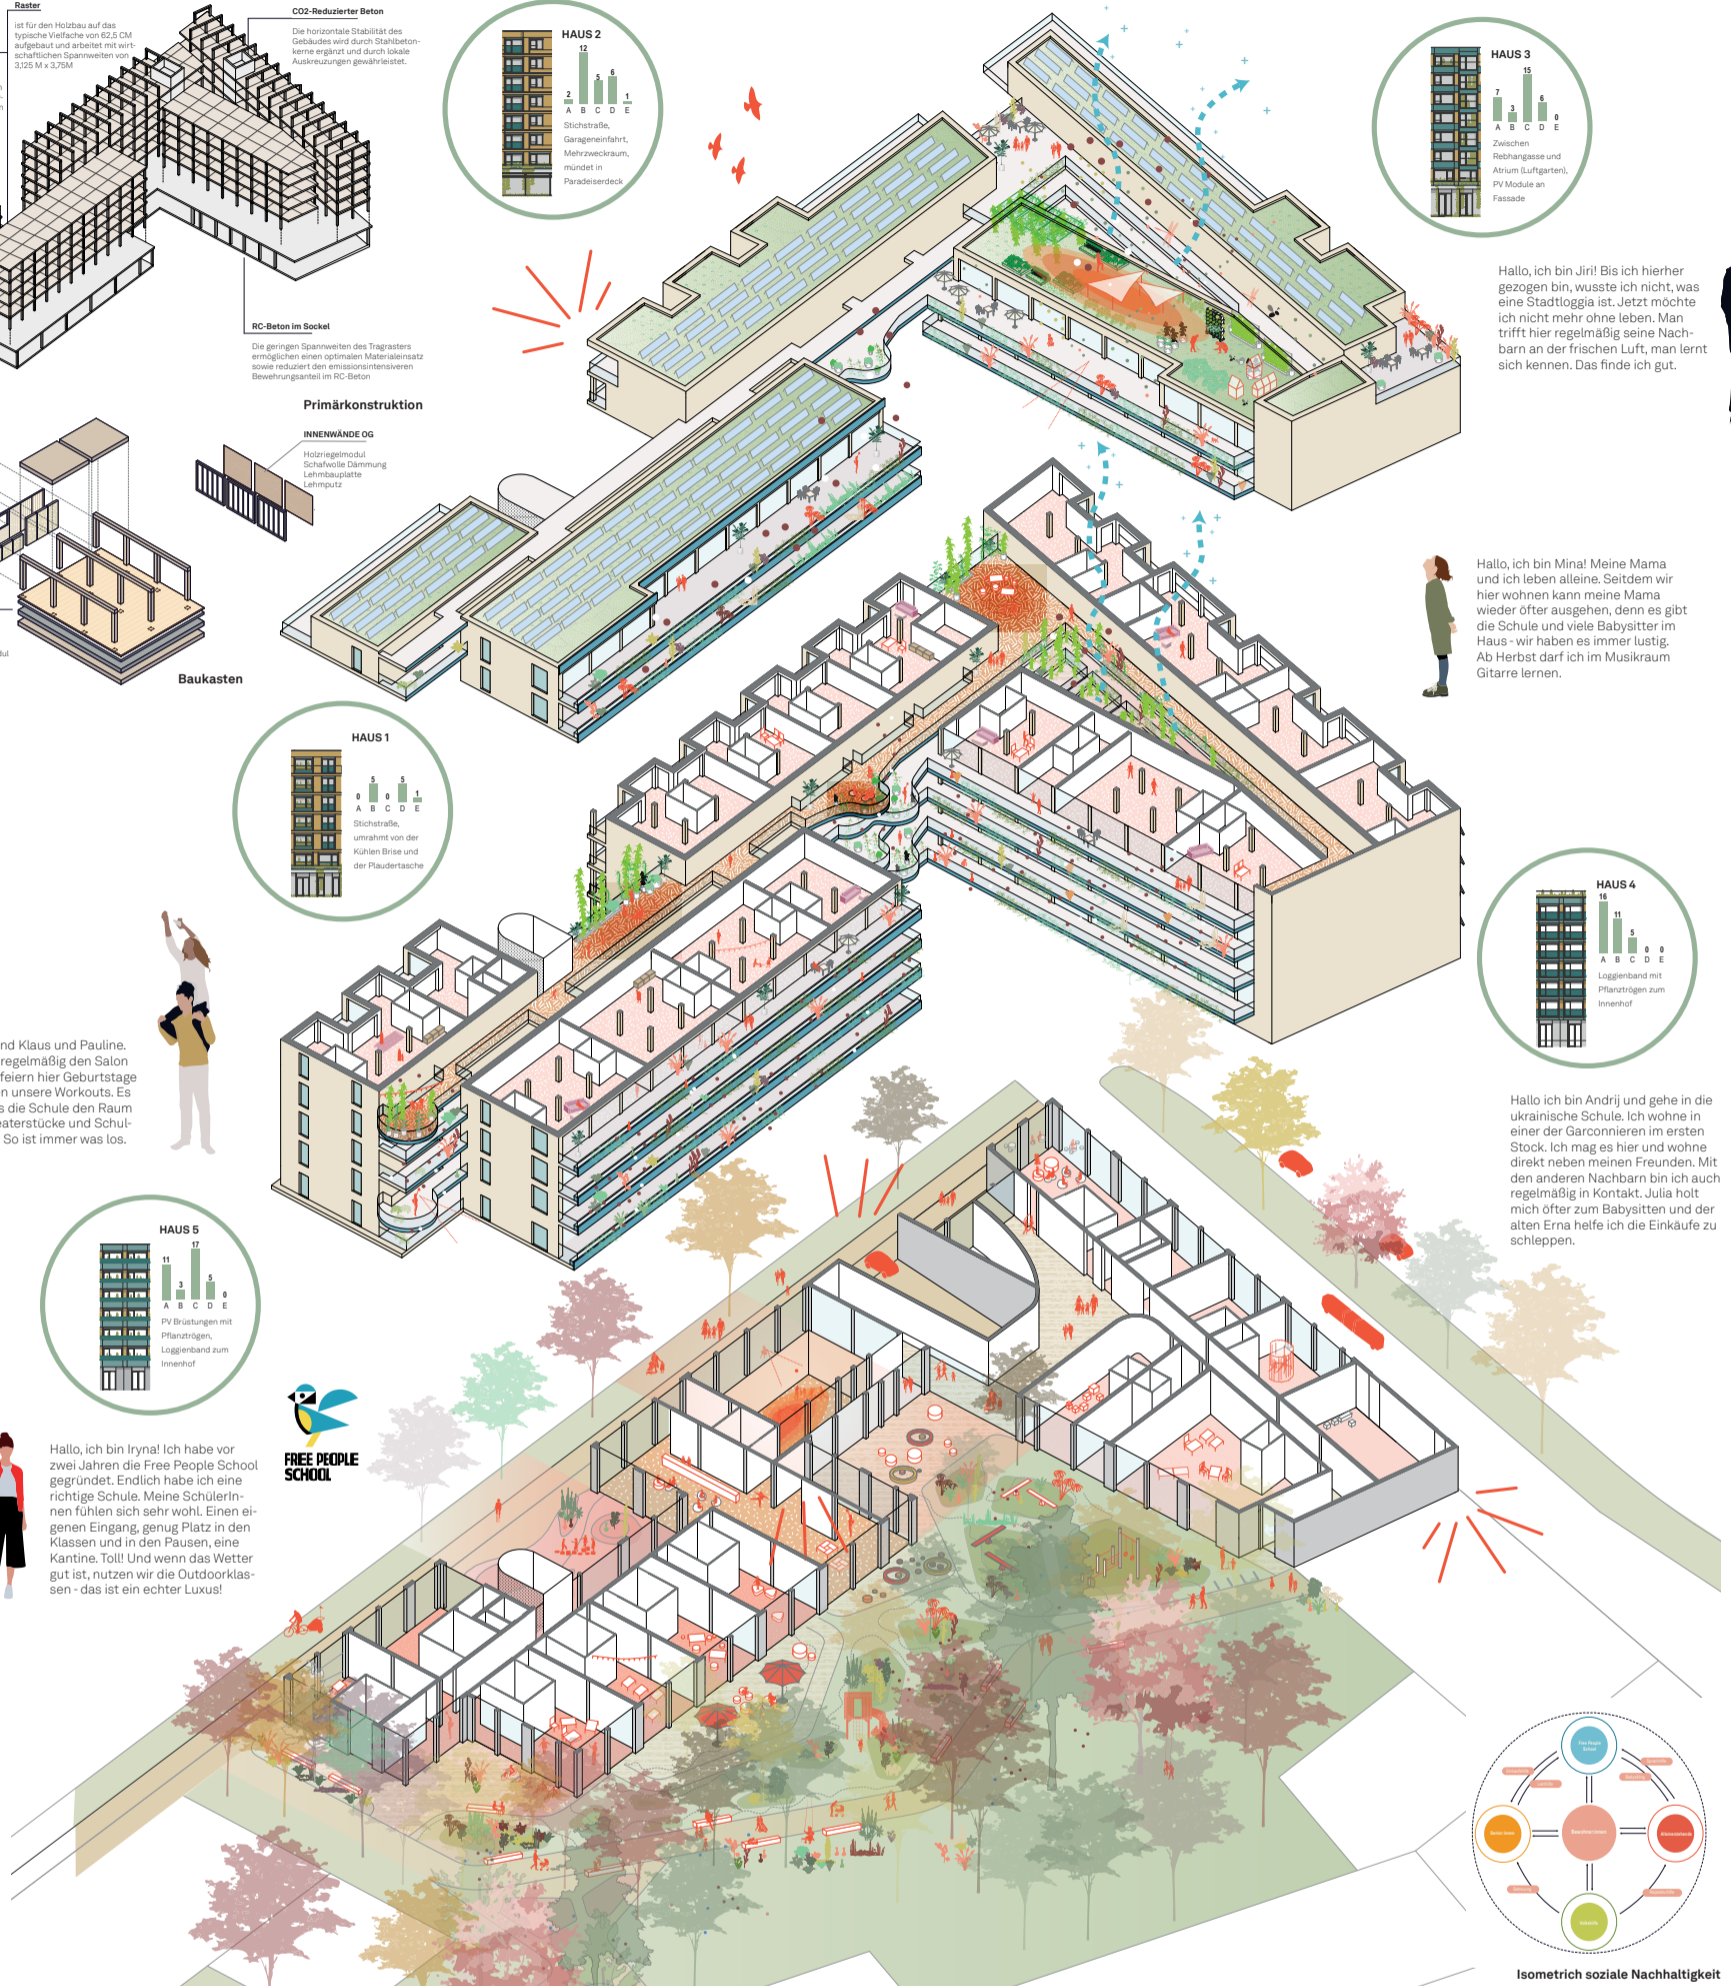 Raster
ist für den Holzbau auf das
typische Vielfache von 62,5 CM
aufgebaut und arbeitet mit wirt-
schaftlichen Spannweiten von
3,125 M x 3,75M
CO2-Reduzierter Beton
Die horizontale Stabilität des
Gebäudes wird durch Stahlbeton-
kerne ergänzt und durch lokale
Auskreuzungen gewährleistet.
RC-Beton im Sockel
Die geringen Spannweiten des Tragrasters
ermöglichen einen optimalen Materialeinsatz
sowie reduziert den emissionsintensiveren
Bewehrungsanteil im RC-Beton
Primärkonstruktion
INNENWÄNDE OG
Holzriegelmodul
Schafwolle Dämmung
Lehmbauplatte
Lehmputz
Baukasten
HAUS 2
2 12 5 6 1
A B C D E
Stichstraße,
Garageneinfahrt,
Mehrzweckraum,
mündet in
Paradeiserdeck
HAUS 3
7 3 15 6 0
A B C D E
Zwischen
Rebhangasse und
Atrium (Luftgarten),
PV Module an
Fassade
Hallo, ich bin Jiri! Bis ich hierher
gezogen bin, wusste ich nicht, was
eine Stadtloggia ist. Jetzt möchte
ich nicht mehr ohne leben. Man
trifft hier regelmäßig seine Nach-
barn an der frischen Luft, man lernt
sich kennen. Das finde ich gut.
Hallo, ich bin Mina! Meine Mama
und ich leben alleine. Seitdem wir
hier wohnen kann meine Mama
wieder öfter ausgehen, denn es gibt
die Schule und viele Babysitter im
Haus - wir haben es immer lustig.
Ab Herbst darf ich im Musikraum
Gitarre lernen.
HAUS 1
0 5 0 5 1
A B C D E
Stichstraße,
umrahmt von der
Kühlen Brise und
der Plaudertasche
HAUS 4
16 11 5 0 0
A B C D E
Loggienband mit
Pflanztrögen zum
Innenhof
nd Klaus und Pauline.
regelmäßig den Salon
feiern hier Geburtstage
en unsere Workouts. Es
s die Schule den Raum
eaterstücke und Schul-
So ist immer was los.
Hallo ich bin Andrij und gehe in die
ukrainische Schule. Ich wohne in
einer der Garconnieren im ersten
Stock. Ich mag es hier und wohne
direkt neben meinen Freunden. Mit
den anderen Nachbarn bin ich auch
regelmäßig in Kontakt. Julia holt
mich öfter zum Babysitten und der
alten Erna helfe ich die Einkäufe zu
schleppen.
HAUS 5
11 3 17 5 0
A B C D E
PV Brüstungen mit
Pflanztrögen,
Loggienband zum
Innenhof
FREE PEOPLE
SCHOOL
Hallo, ich bin Iryna! Ich habe vor
zwei Jahren die Free People School
gegründet. Endlich habe ich eine
richtige Schule. Meine SchülerIn-
nen fühlen sich sehr wohl. Einen ei-
genen Eingang, genug Platz in den
Klassen und in den Pausen, eine
Kantine. Toll! Und wenn das Wetter
gut ist, nutzen wir die Outdoorklas-
sen - das ist ein echter Luxus!
Free People
School
Isometrich soziale Nachhaltigkeit